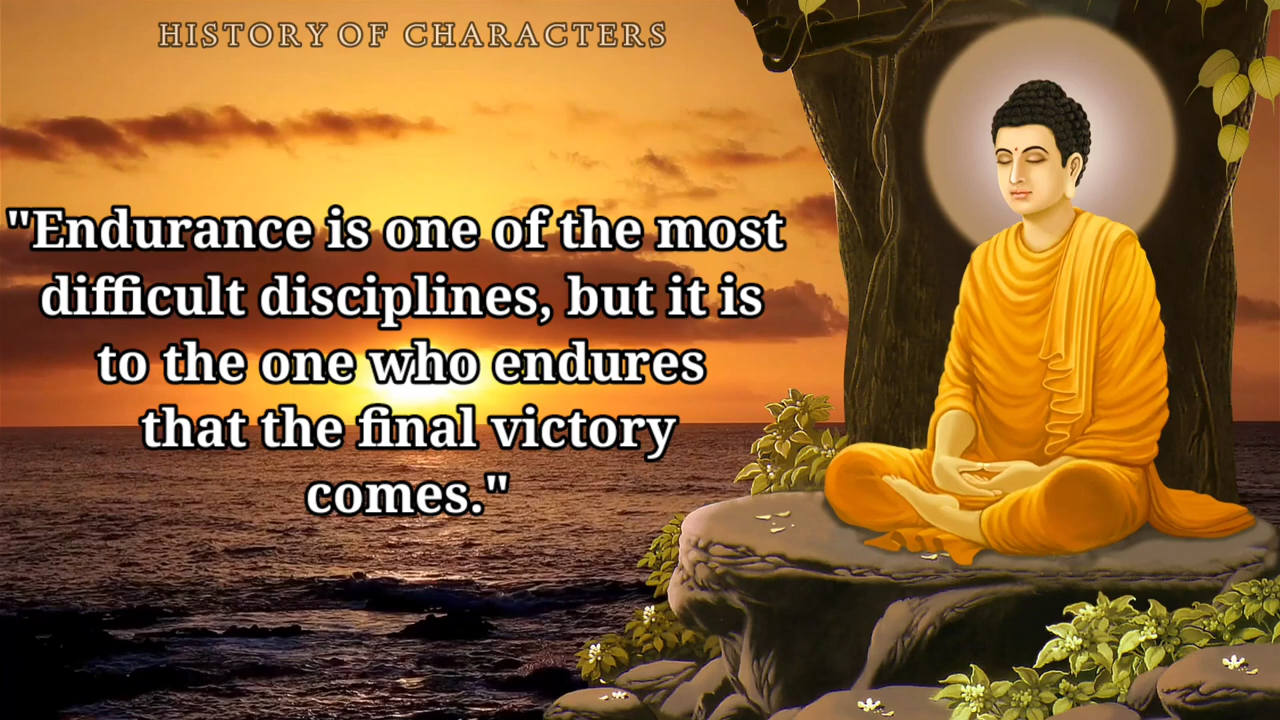 HISTORY OF CHARACTERS
"Endurance is one of the most
difficult disciplines, but it is
to the one who endures
that the final victory
comes."